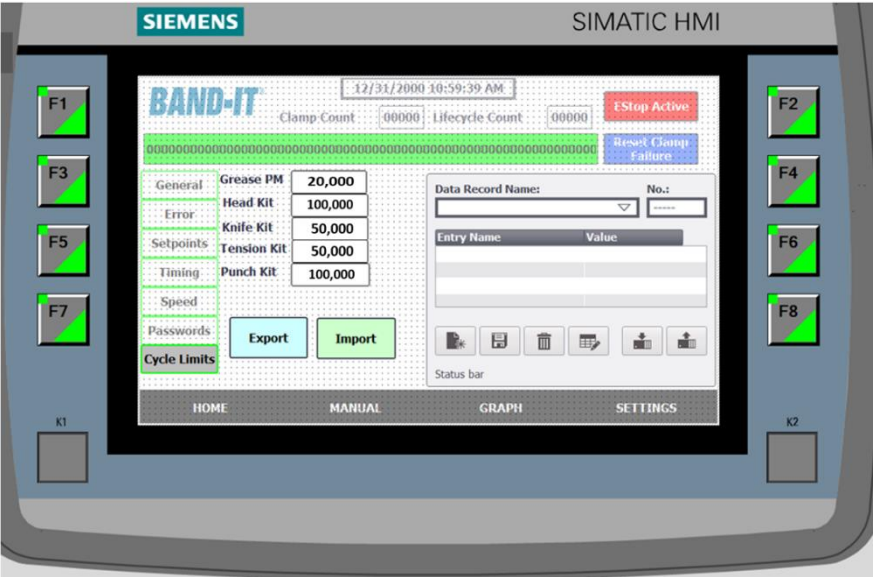 SIEMENS
SIMATIC HMI
F1
F2
F3
F4
F5
F6
F7
F8
K1
K2
BAND-IT
12/31/2000 10:59:39 AM
Clamp Count 00000 Lifecycle Count 00000
EStop Active
Reset Clamp
Failure
General
Error
Setpoints
Timing
Speed
Passwords
Cycle Limits
Grease PM 20,000
Head Kit 100,000
Knife Kit 50,000
Tension Kit 50,000
Punch Kit 100,000
Export
Import
Data Record Name:
No.:
-----
Entry Name Value
Status bar
HOME MANUAL GRAPH SETTINGS